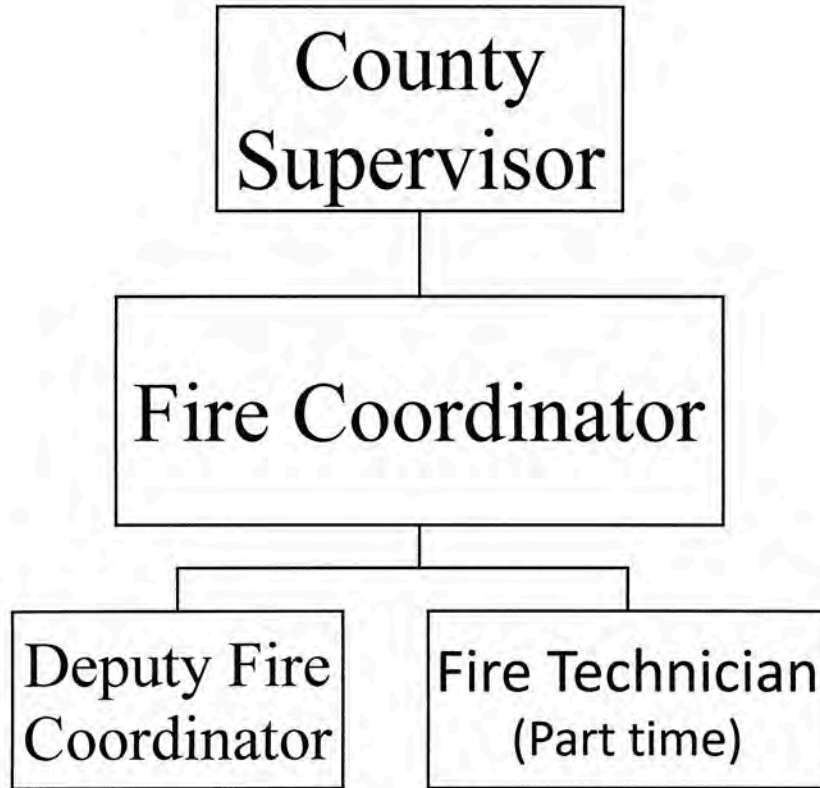 County
Supervisor
Fire Coordinator
Deputy Fire
Coordinator
Fire Technician
(Part time)